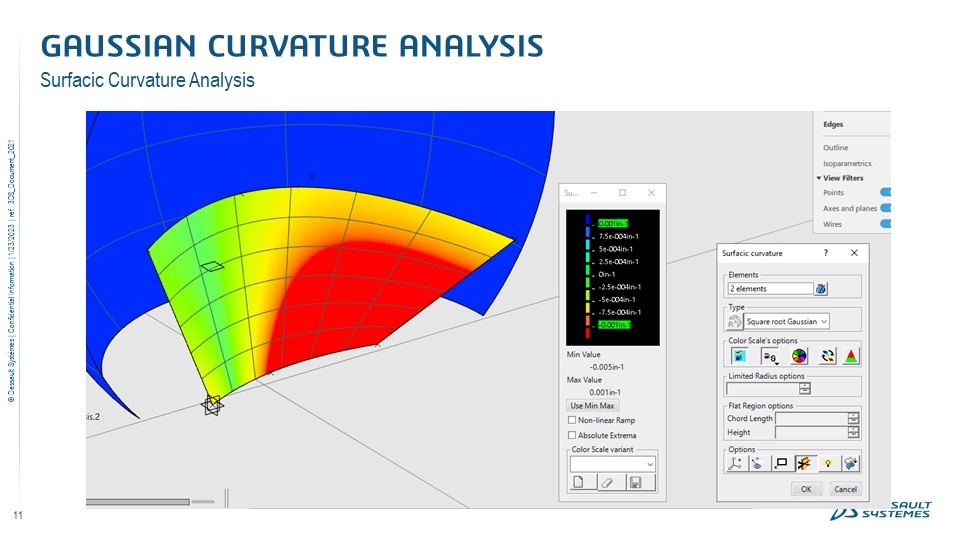 GAUSSIAN CURVATURE ANALYSIS
Surfacic Curvature Analysis
© Dassault Systèmes | Confidential Information | 1/23/2023 | ref.: 3DS_Document_2021
is.2
Su...
0.001in-1
7.5e-004in-1
5e-004in-1
2.5e-004in-1
0in-1
-2.5e-004in-1
-5e-004in-1
-7.5e-004in-1
-0.001in-1
Min Value
-0.005in-1
Max Value
0.001in-1
Use Min Max
Non-linear Ramp
Absolute Extrema
Color Scale variant
Edges
Outline
Isoparametrics
View Filters
Points
Axes and planes
Wires
Surfacic curvature ?
Elements
2 elements
Type
Square root Gaussian
Color Scale's options
Limited Radius options
Flat Region options
Chord Length
Height
Options
OK Cancel
11
SAULT
SYSTEMES